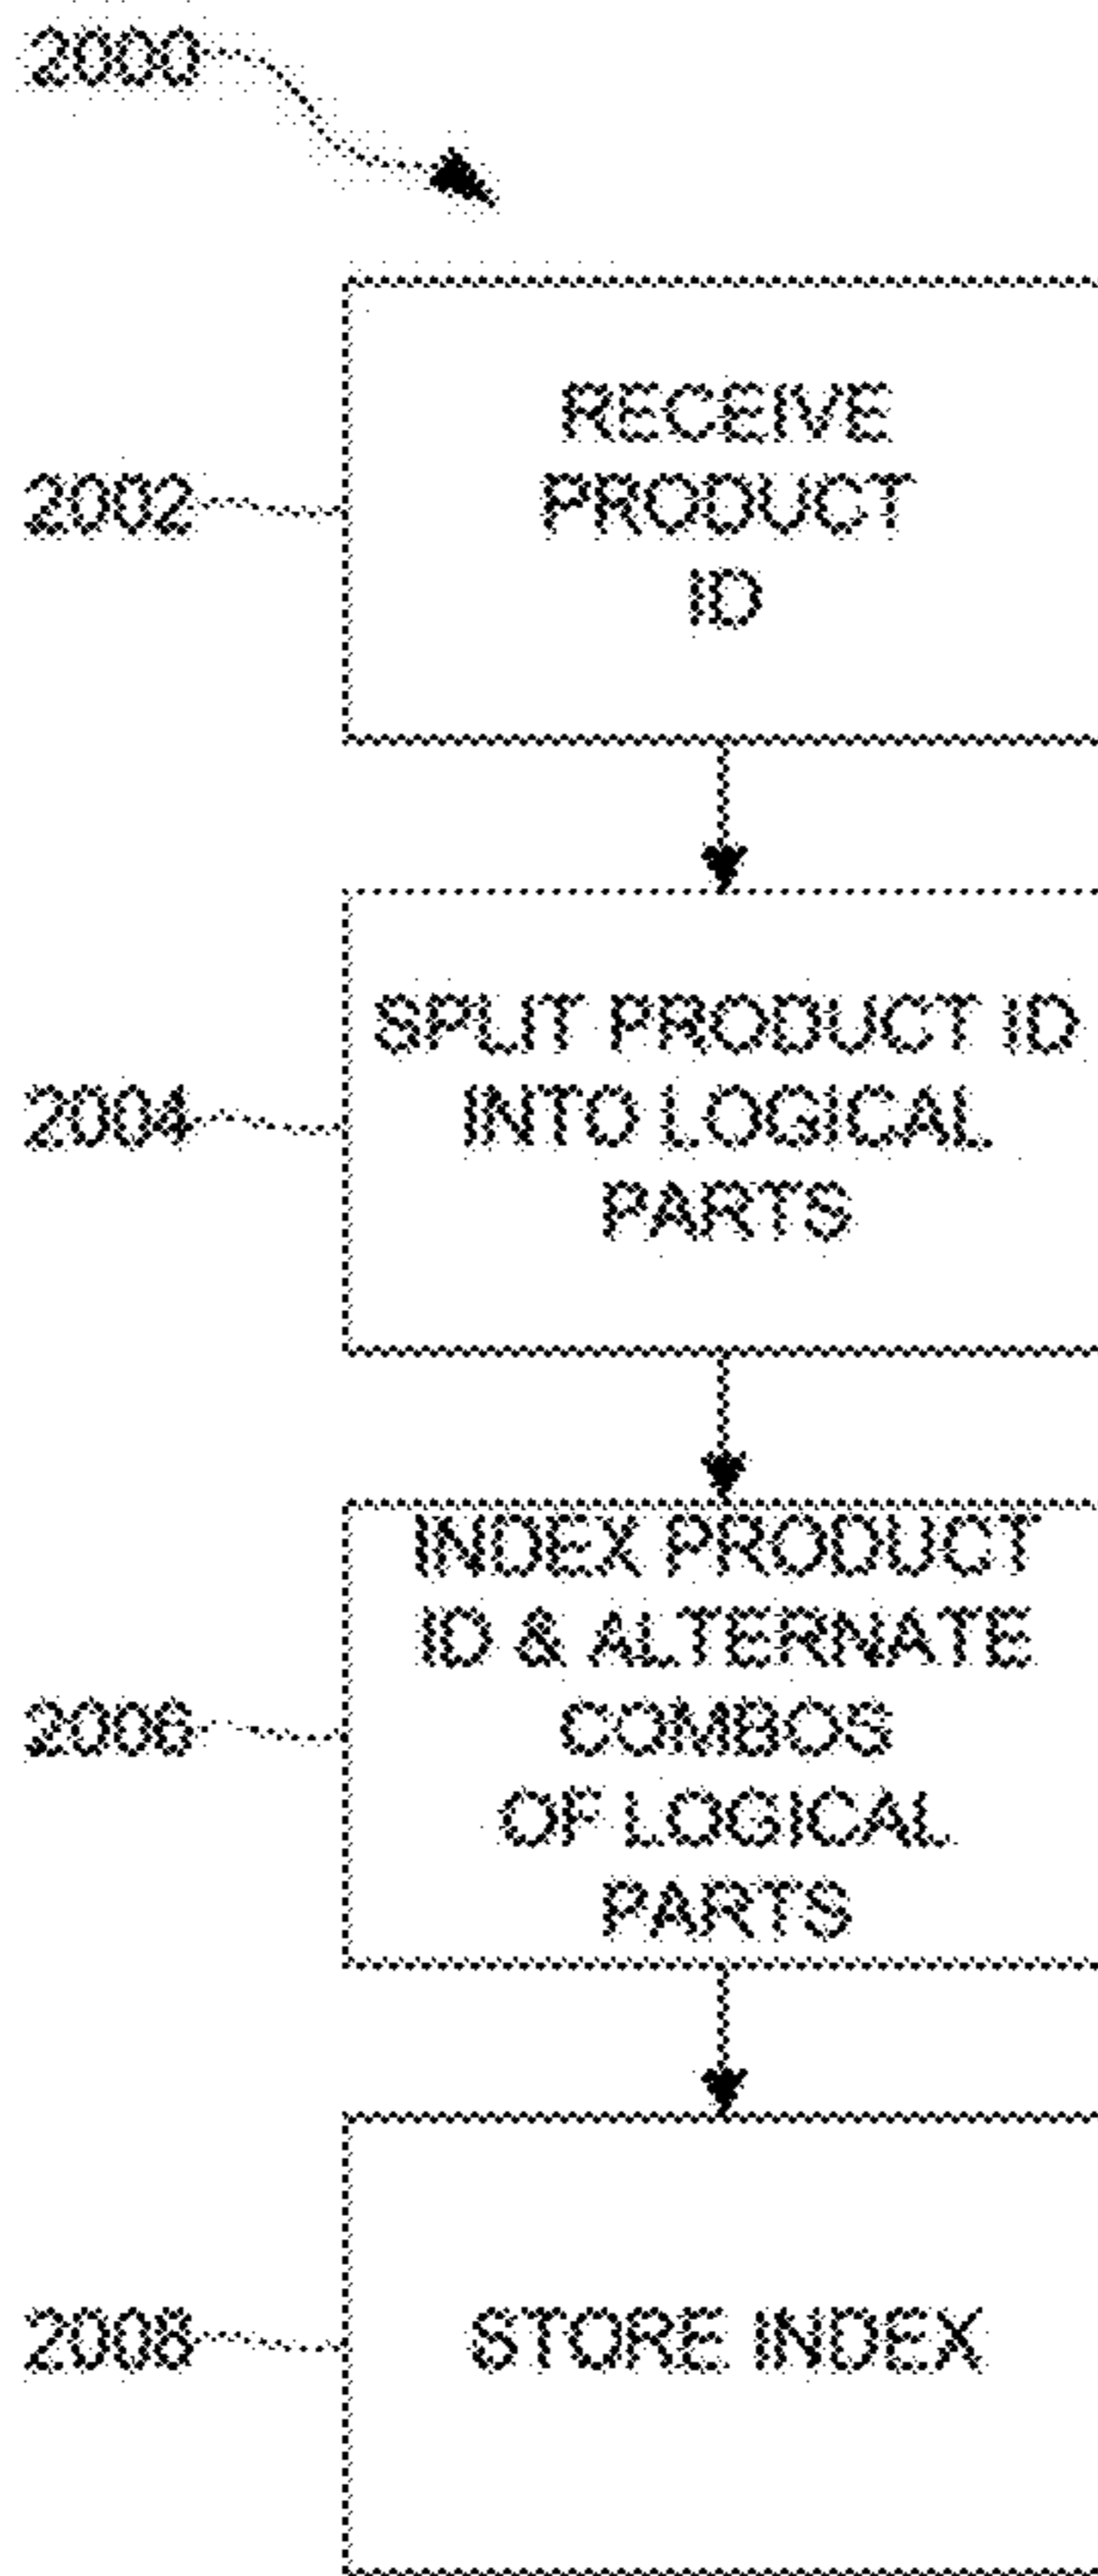 2000
RECEIVE
2002
PRODUCT
ID
SPLIT PRODUCT ID
2004
INTO LOGICAL
PARTS
INDEX PRODUCT
ID & ALTERNATE
2006
COMBOS
OF LOGICAL
PARTS
2008
STORE INDEX